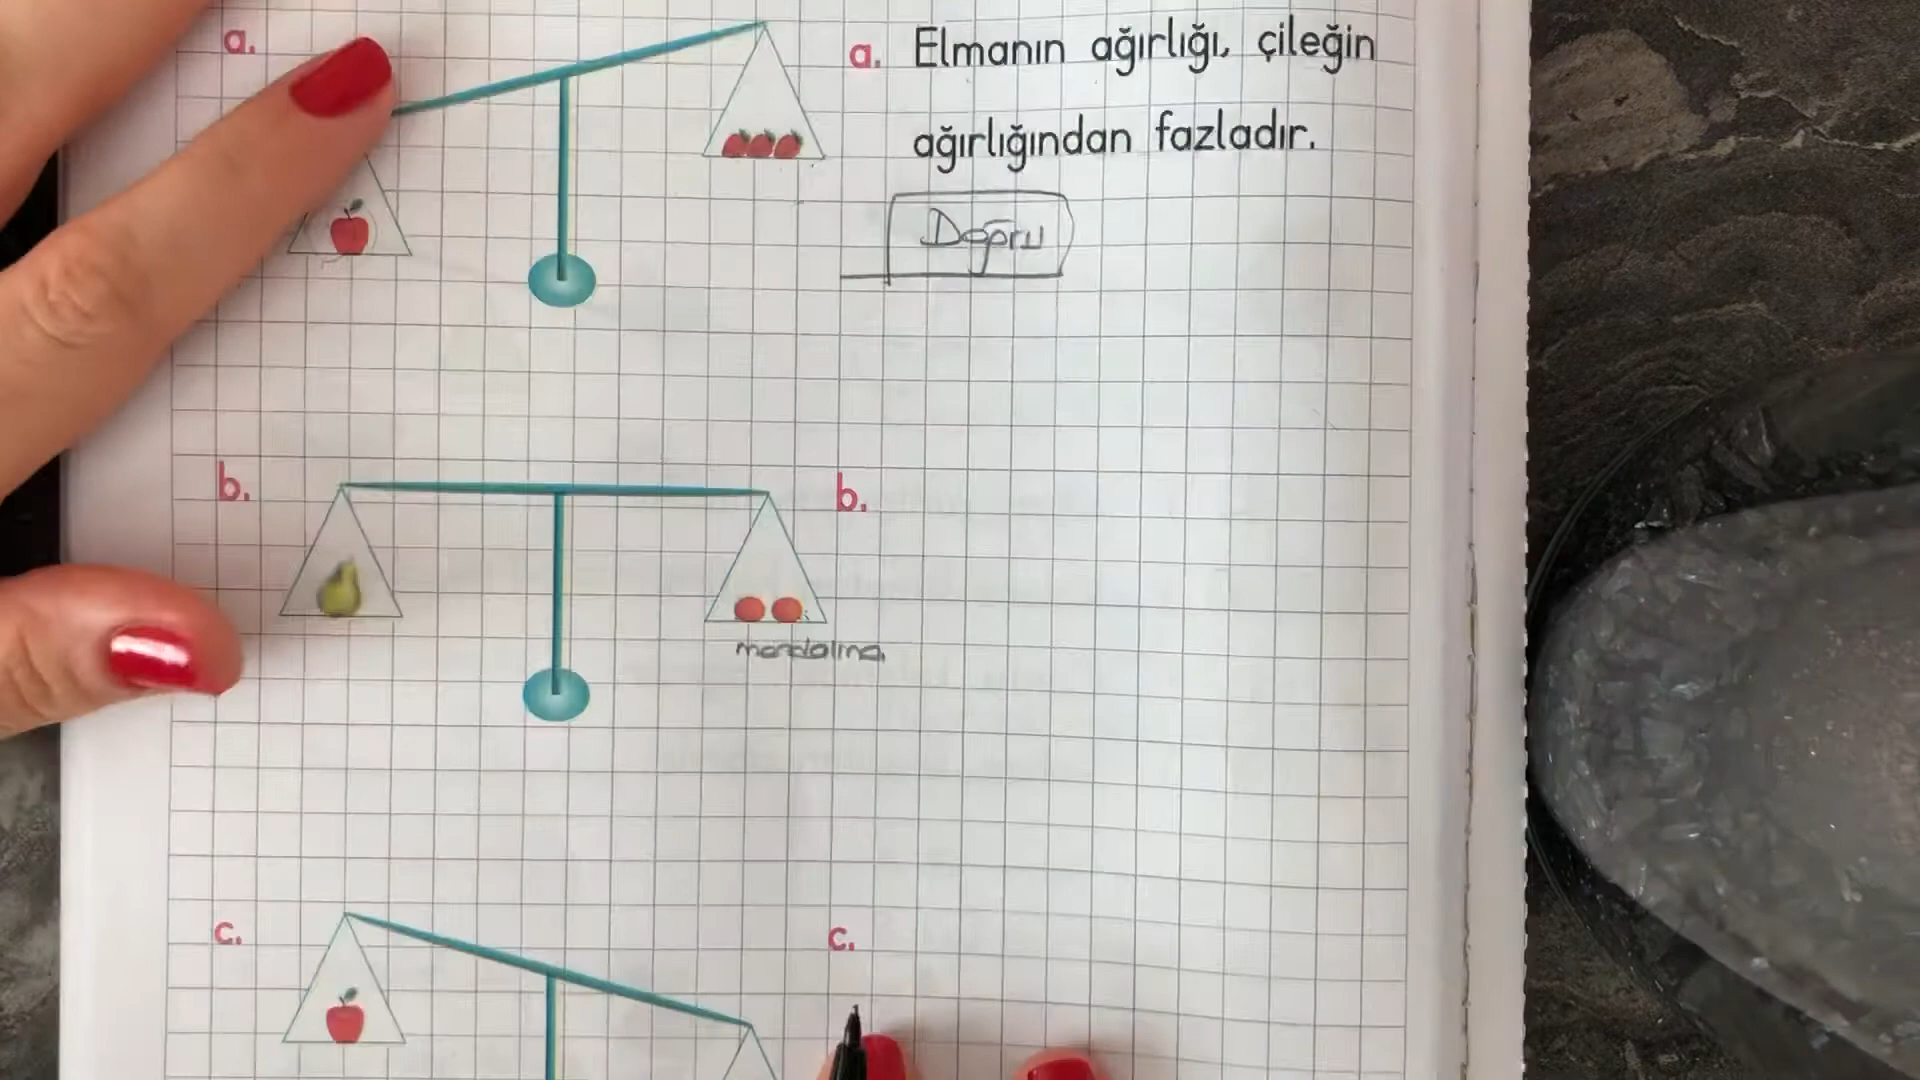 a.
a. Elmanın ağırlığı, çileğin
ağırlığından fazladır.
Doğru
b.
b.
mandalina
c.
c.